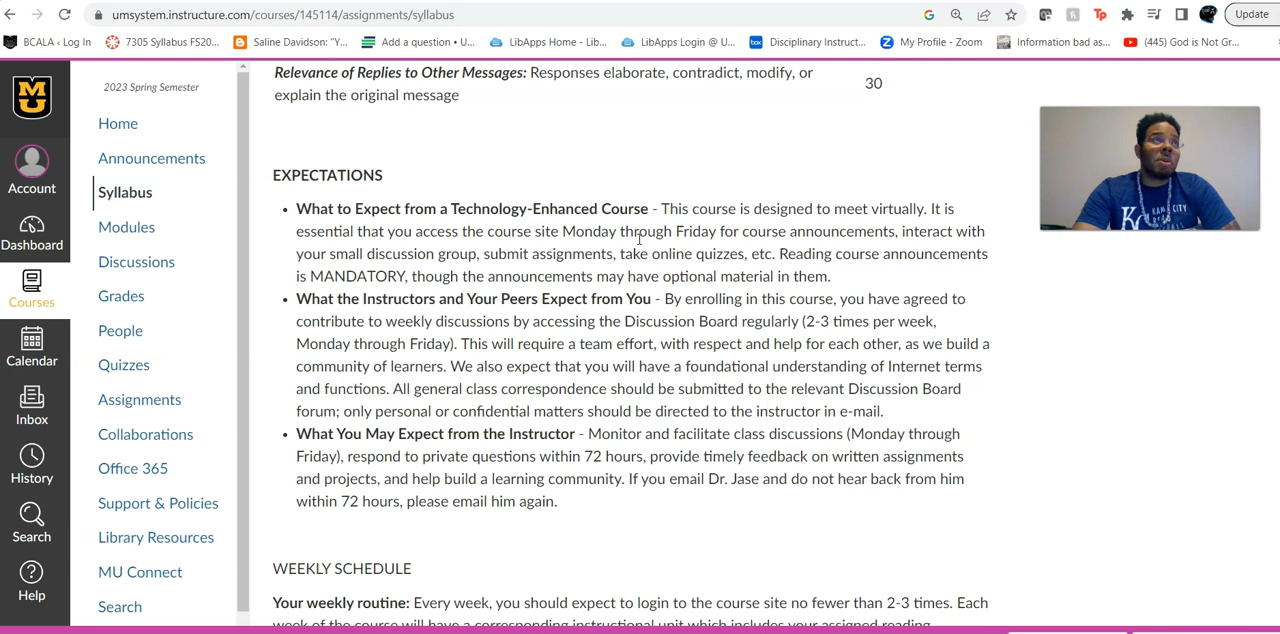 umsystem.instructure.com/courses/145114/assignments/syllabus
Update
BCALA ‹ Log In
7305 Syllabus FS20...
Saline Davidson: "Y...
Add a question • U...
LibApps Home - Lib...
LibApps Login @ U...
box
Disciplinary Instruct...
My Profile - Zoom
Information bad as...
(445) God is Not Gr...
2023 Spring Semester
Home
Announcements
Syllabus
Modules
Discussions
Grades
People
Quizzes
Assignments
Collaborations
Office 365
Support & Policies
Library Resources
MU Connect
Search
MU
Account
Dashboard
Courses
Calendar
Inbox
History
Search
Help
Relevance of Replies to Other Messages: Responses elaborate, contradict, modify, or
explain the original message
30
EXPECTATIONS
• What to Expect from a Technology-Enhanced Course - This course is designed to meet virtually. It is
essential that you access the course site Monday through Friday for course announcements, interact with
your small discussion group, submit assignments, take online quizzes, etc. Reading course announcements
is MANDATORY, though the announcements may have optional material in them.
• What the Instructors and Your Peers Expect from You - By enrolling in this course, you have agreed to
contribute to weekly discussions by accessing the Discussion Board regularly (2-3 times per week,
Monday through Friday). This will require a team effort, with respect and help for each other, as we build a
community of learners. We also expect that you will have a foundational understanding of Internet terms
and functions. All general class correspondence should be submitted to the relevant Discussion Board
forum; only personal or confidential matters should be directed to the instructor in e-mail.
• What You May Expect from the Instructor - Monitor and facilitate class discussions (Monday through
Friday), respond to private questions within 72 hours, provide timely feedback on written assignments
and projects, and help build a learning community. If you email Dr. Jase and do not hear back from him
within 72 hours, please email him again.
WEEKLY SCHEDULE
Your weekly routine: Every week, you should expect to login to the course site no fewer than 2-3 times. Each
week of the course will have a corresponding instructional unit which includes your assigned reading,